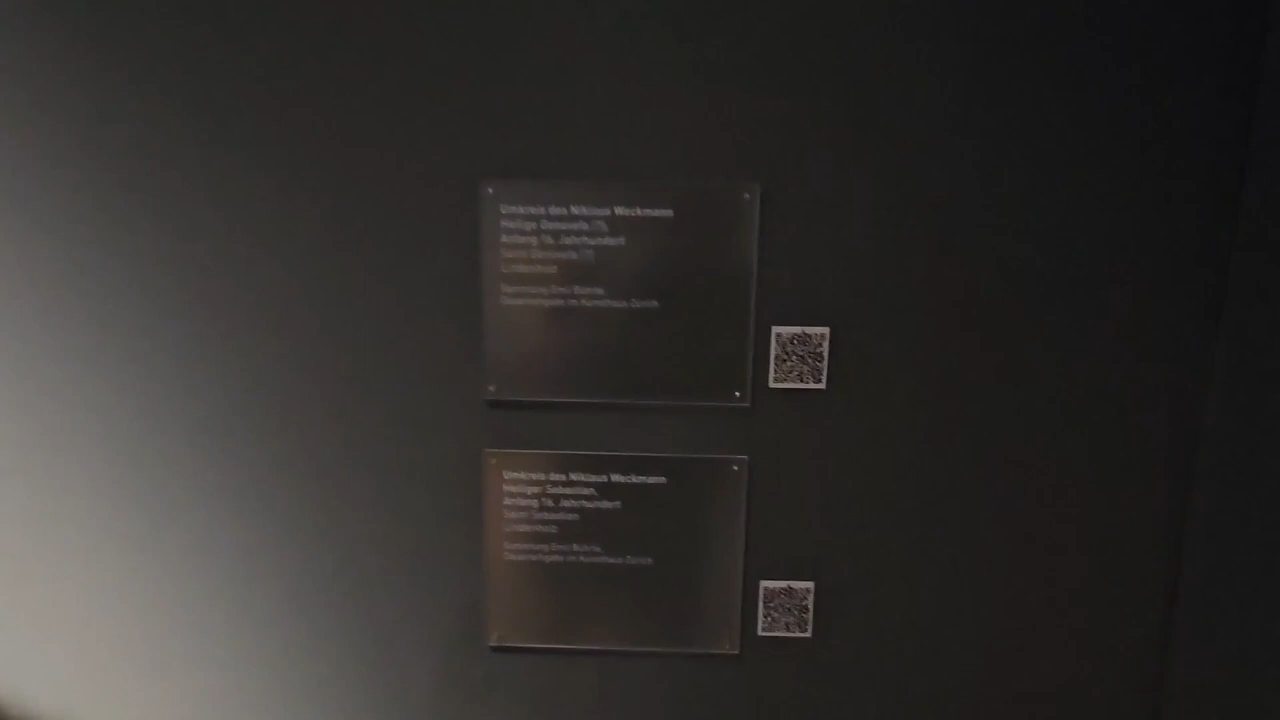 Umkreis des Niklaus Weckmann
Heilige Genovefa (?),
Anfang 16. Jahrhundert
Saint Genovefa (?)
Lindenholz
Sammlung Emil Bührle,
Dauerleihgabe im Kunsthaus Zürich
Umkreis des Niklaus Weckmann
Heiliger Sebastian,
Anfang 16. Jahrhundert
Saint Sebastian
Lindenholz
Sammlung Emil Bührle,
Dauerleihgabe im Kunsthaus Zürich